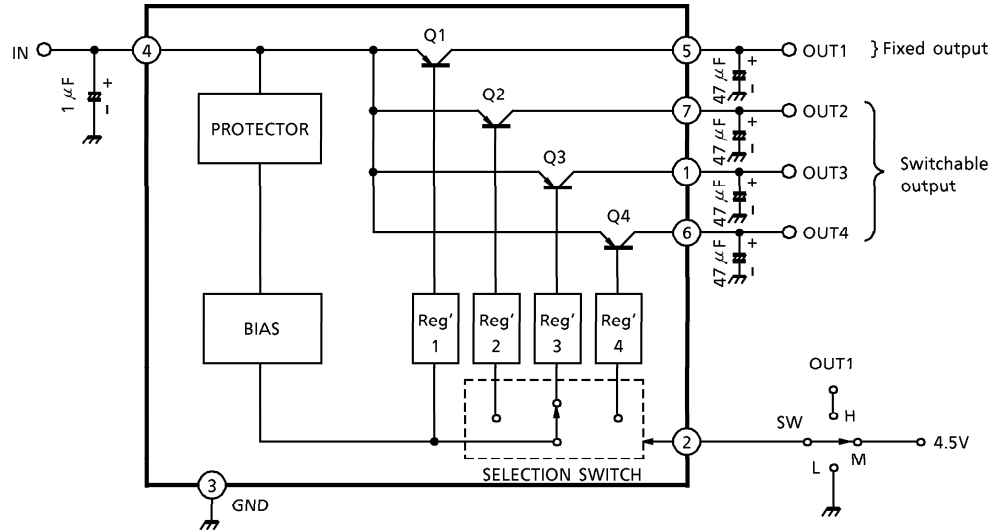 Q1
IN
4
5
OUT1
} Fixed output
1 μF
+
47 μF
+
Q2
7
OUT2
PROTECTOR
47 μF
+
Q3
1
OUT3
Switchable
output
47 μF
+
Q4
6
OUT4
47 μF
+
BIAS
Reg' 1
Reg' 2
Reg' 3
Reg' 4
OUT1
H
SW
2
4.5V
M
L
SELECTION SWITCH
3
GND